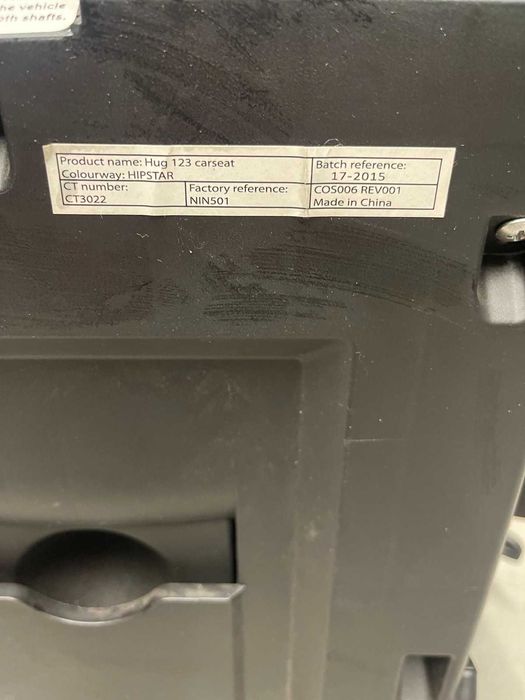 he vehicle
oth shafts.
Product name: Hug 123 carseat
Colourway: HIPSTAR
Batch reference:
17-2015
CT number:
CT3022
Factory reference:
NIN501
COS006 REV001
Made in China